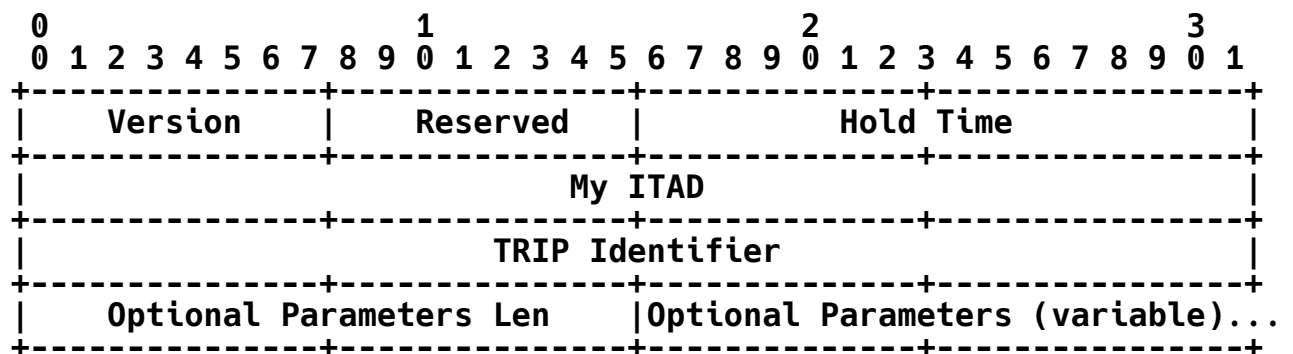 0                   1                   2                   3
 0 1 2 3 4 5 6 7 8 9 0 1 2 3 4 5 6 7 8 9 0 1 2 3 4 5 6 7 8 9 0 1
+---------------+---------------+--------------+----------------+
|    Version    |    Reserved   |          Hold Time            |
+---------------+---------------+--------------+----------------+
|                            My ITAD                            |
+---------------+---------------+--------------+----------------+
|                        TRIP Identifier                        |
+---------------+---------------+--------------+----------------+
|    Optional Parameters Len    |Optional Parameters (variable)...
+---------------+---------------+--------------+----------------+